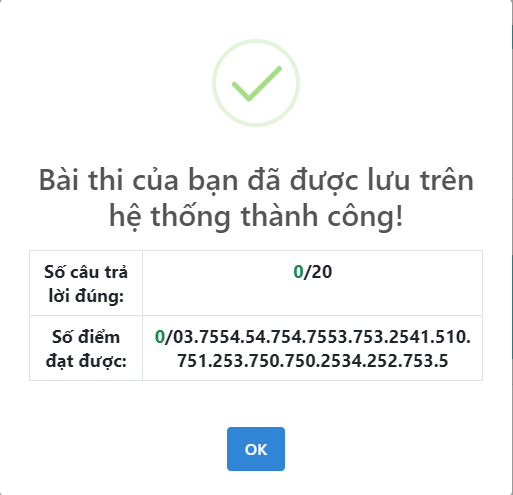 Bài thi của bạn đã được lưu trên
hệ thống thành công!
Số câu trả
lời đúng:
0/20
Số điểm
đạt được:
0/03.7554.54.754.7553.753.2541.510.
751.253.750.750.2534.252.753.5
OK